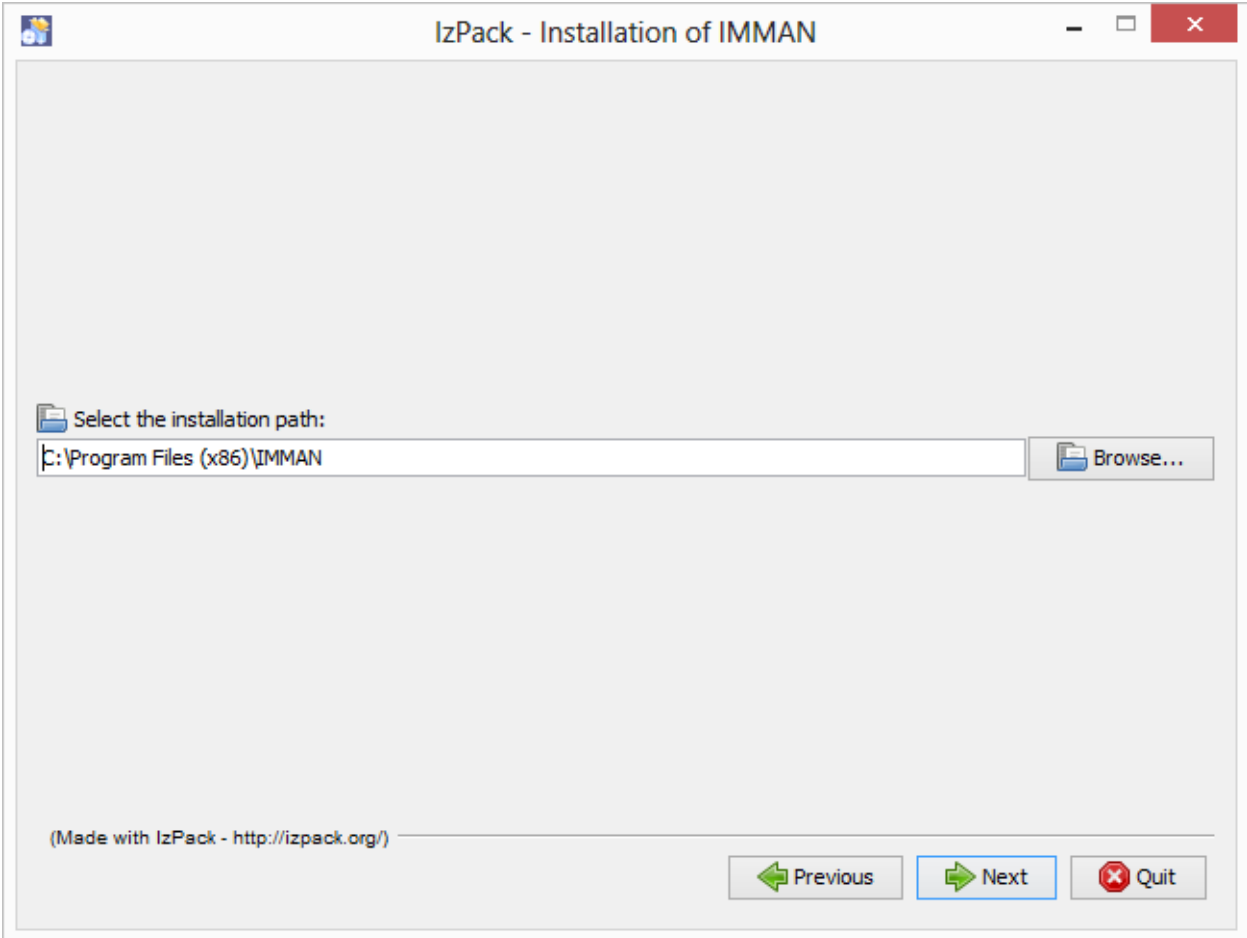 IzPack - Installation of IMMAN
Select the installation path:
C:\Program Files (x86)\IMMAN
Browse...
(Made with IzPack - http://izpack.org/)
Previous
Next
Quit